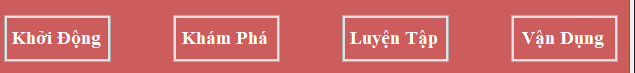 Khởi Động
Khám Phá
Luyện Tập
Vận Dụng